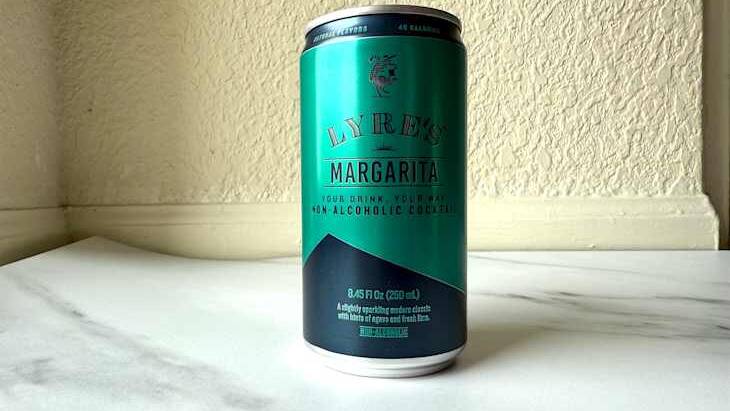 NATURAL FLAVORS 45 CALORIES
LYRE'S
MARGARITA
YOUR DRINK, YOUR WAY
NON-ALCOHOLIC COCKTAIL
8.45 Fl Oz (250 mL)
A slightly sparkling modern classic
with hints of agave and fresh lime.
NON-ALCOHOLIC